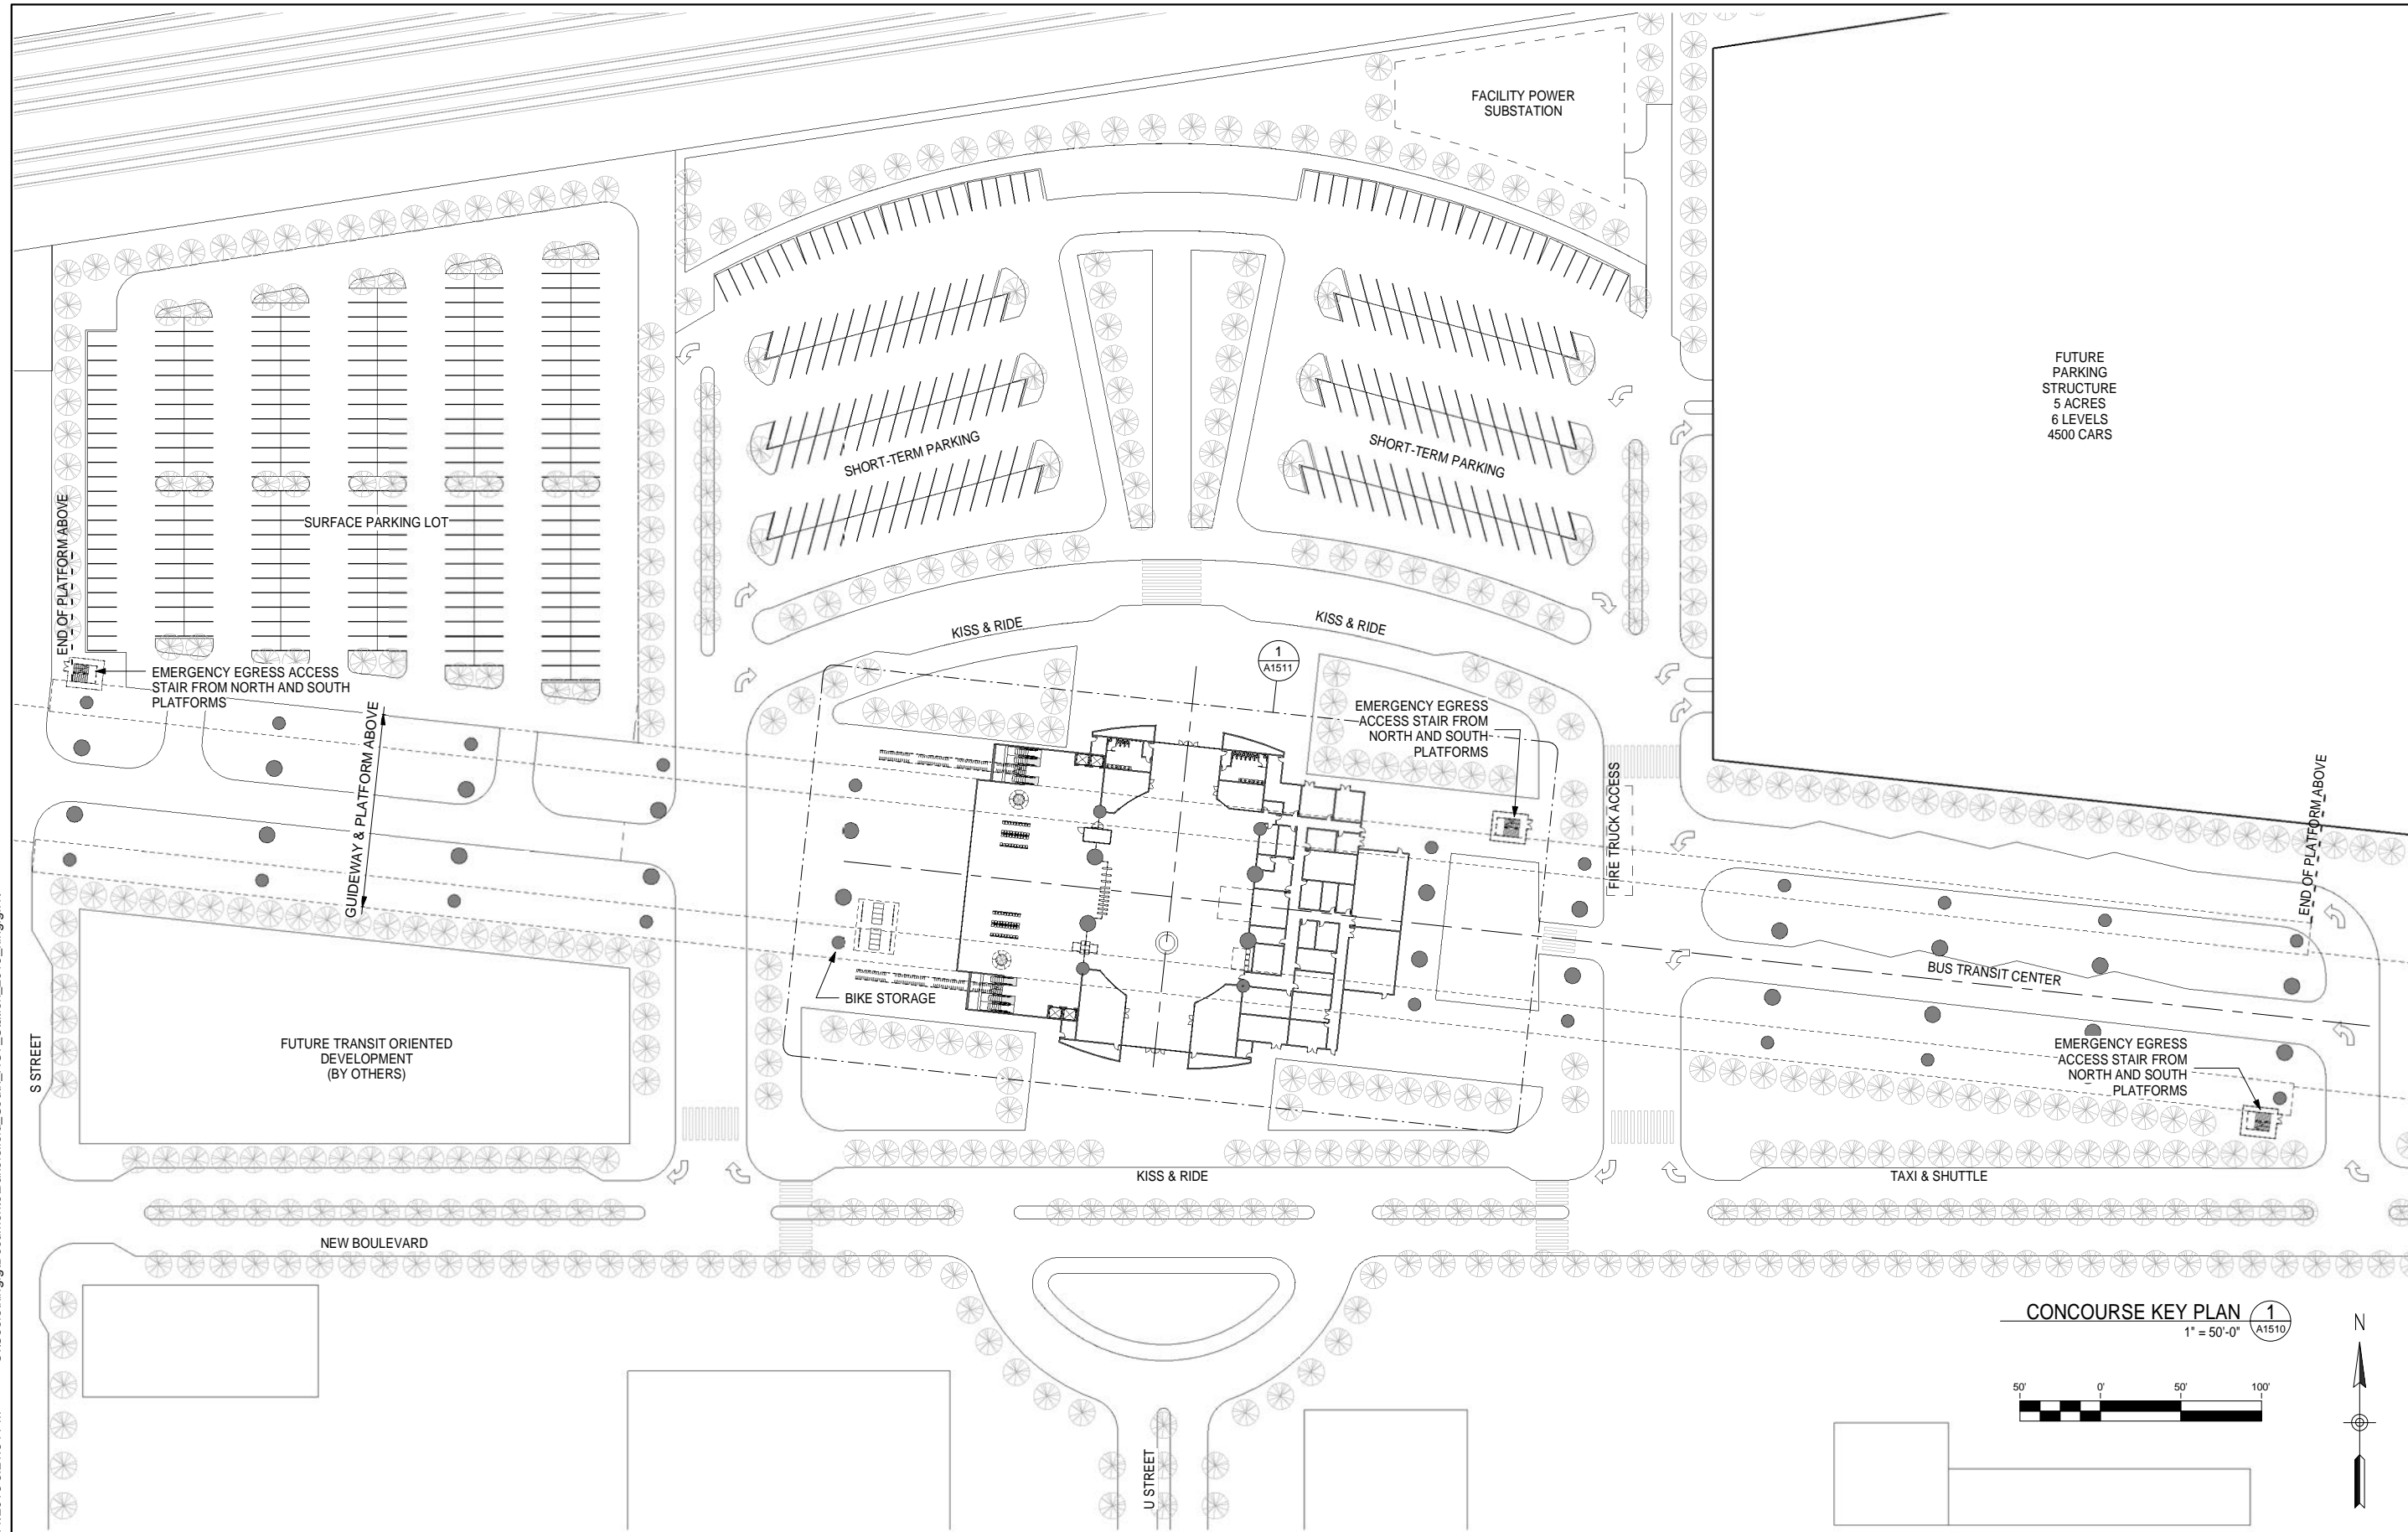 FACILITY POWER
SUBSTATION
FUTURE
PARKING
STRUCTURE
5 ACRES
6 LEVELS
4500 CARS
SHORT-TERM PARKING
SHORT-TERM PARKING
SURFACE PARKING LOT
END OF PLATFORM ABOVE
KISS & RIDE
KISS & RIDE
1
A1511
EMERGENCY EGRESS ACCESS
STAIR FROM NORTH AND SOUTH
PLATFORMS
GUIDEWAY & PLATFORM ABOVE
EMERGENCY EGRESS
ACCESS STAIR FROM
NORTH AND SOUTH
PLATFORMS
FIRE TRUCK ACCESS
END OF PLATFORM ABOVE
BUS TRANSIT CENTER
BIKE STORAGE
S STREET
FUTURE TRANSIT ORIENTED
DEVELOPMENT
(BY OTHERS)
EMERGENCY EGRESS
ACCESS STAIR FROM
NORTH AND SOUTH
PLATFORMS
KISS & RIDE
TAXI & SHUTTLE
NEW BOULEVARD
U STREET
CONCOURSE KEY PLAN
1" = 50'-0"
1
A1510
N
50'
0'
50'
100'